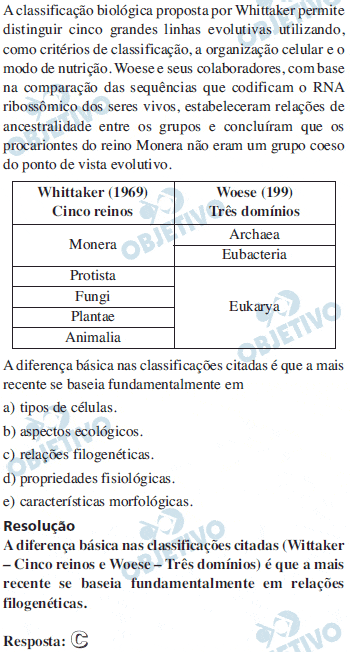 A classificação biológica proposta por Whittaker permite
distinguir cinco grandes linhas evolutivas utilizando,
como critérios de classificação, a organização celular e o
modo de nutrição. Woese e seus colaboradores, com base
na comparação das sequências que codificam o RNA
ribossômico dos seres vivos, estabeleceram relações de
ancestralidade entre os grupos e concluíram que os
procariontes do reino Monera não eram um grupo coeso
do ponto de vista evolutivo.
Whittaker (1969)
Cinco reinos
Woese (199)
Três domínios
Monera
Archaea
Eubacteria
Protista
Fungi
Plantae
Animalia
Eukarya
A diferença básica nas classificações citadas é que a mais
recente se baseia fundamentalmente em
a) tipos de células.
b) aspectos ecológicos.
c) relações filogenéticas.
d) propriedades fisiológicas.
e) características morfológicas.
Resolução
A diferença básica nas classificações citadas (Wittaker
– Cinco reinos e Woese – Três domínios) é que a mais
recente se baseia fundamentalmente em relações
filogenéticas.
Resposta: C
OBJETIVO
OBJETIVO
OBJETIVO
OBJETIVO
OBJETIVO
OBJETIVO